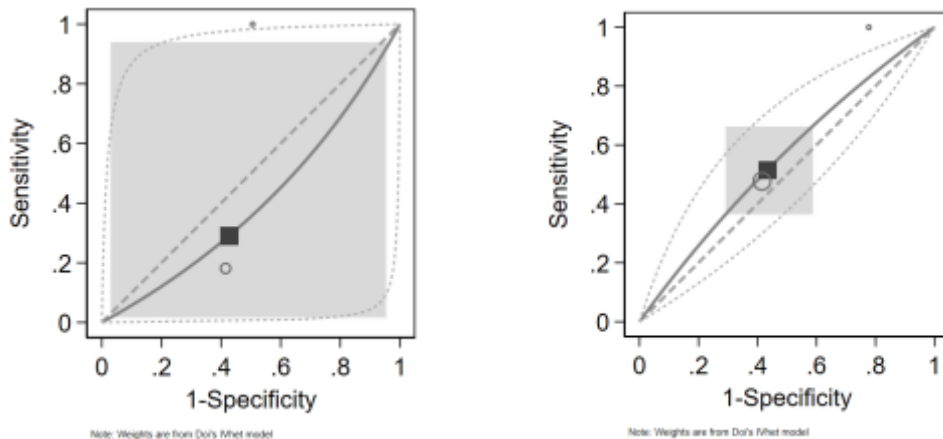 1
.8
.6
.4
.2
0
Sensitivity
0 .2 .4 .6 .8 1
1-Specificity
Note: Weights are from Doi's IVhet model
1
.8
.6
.4
.2
0
Sensitivity
0 .2 .4 .6 .8 1
1-Specificity
Note: Weights are from Doi's IVhet model